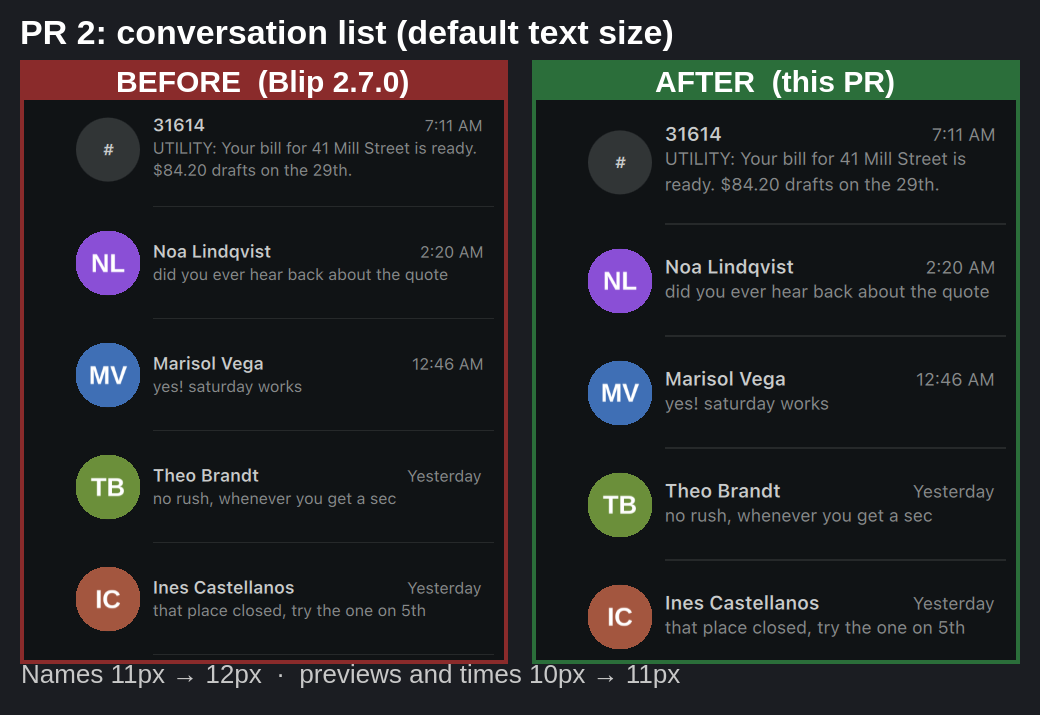 PR 2: conversation list (default text size)
BEFORE (Blip 2.7.0)
31614 7:11 AM
#
UTILITY: Your bill for 41 Mill Street is ready.
$84.20 drafts on the 29th.
NL
Noa Lindqvist 2:20 AM
did you ever hear back about the quote
MV
Marisol Vega 12:46 AM
yes! saturday works
TB
Theo Brandt Yesterday
no rush, whenever you get a sec
IC
Ines Castellanos Yesterday
that place closed, try the one on 5th
AFTER (this PR)
31614 7:11 AM
#
UTILITY: Your bill for 41 Mill Street is
ready. $84.20 drafts on the 29th.
NL
Noa Lindqvist 2:20 AM
did you ever hear back about the quote
MV
Marisol Vega 12:46 AM
yes! saturday works
TB
Theo Brandt Yesterday
no rush, whenever you get a sec
IC
Ines Castellanos Yesterday
that place closed, try the one on 5th
Names 11px → 12px · previews and times 10px → 11px